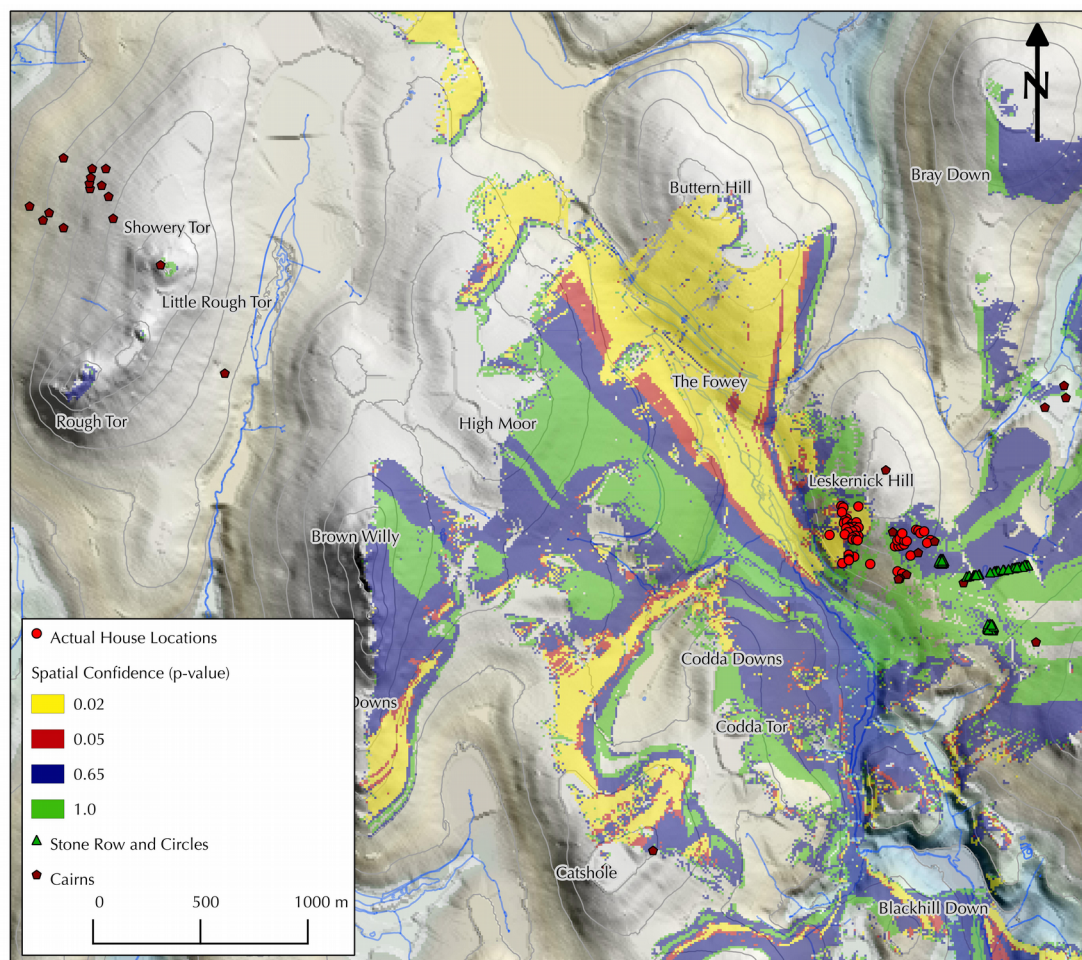 N
Bray Down
Buttern Hill
Showery Tor
Little Rough Tor
The Fowey
Rough Tor
High Moor
Leskernick Hill
Brown Willy
Codda Downs
Downs
Codda Tor
Catshole
Blackhill Down
Actual House Locations
Spatial Confidence (p-value)
0.02
0.05
0.65
1.0
Stone Row and Circles
Cairns
0 500 1000 m